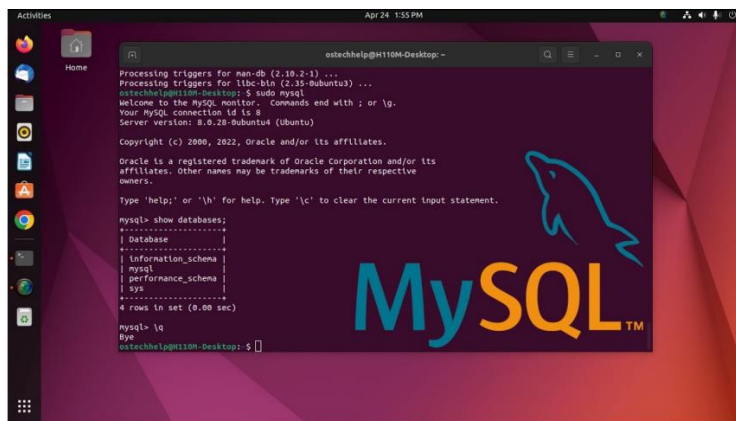 Activities
Apr 24 1:55 PM
Home
ostechhelp@H110M-Desktop: ~
Processing triggers for man-db (2.10.2-1) ...
Processing triggers for libc-bin (2.35-0ubuntu3) ...
ostechhelp@H110M-Desktop:~$ sudo mysql
Welcome to the MySQL monitor.  Commands end with ; or \g.
Your MySQL connection id is 8
Server version: 8.0.28-0ubuntu4 (Ubuntu)
Copyright (c) 2000, 2022, Oracle and/or its affiliates.
Oracle is a registered trademark of Oracle Corporation and/or its
affiliates. Other names may be trademarks of their respective
owners.
Type 'help;' or '\h' for help. Type '\c' to clear the current input statement.
mysql> show databases;
+--------------------+
| Database           |
+--------------------+
| information_schema |
| mysql              |
| performance_schema |
| sys                |
+--------------------+
4 rows in set (0.00 sec)
mysql> \q
Bye
ostechhelp@H110M-Desktop:~$
MySQL TM